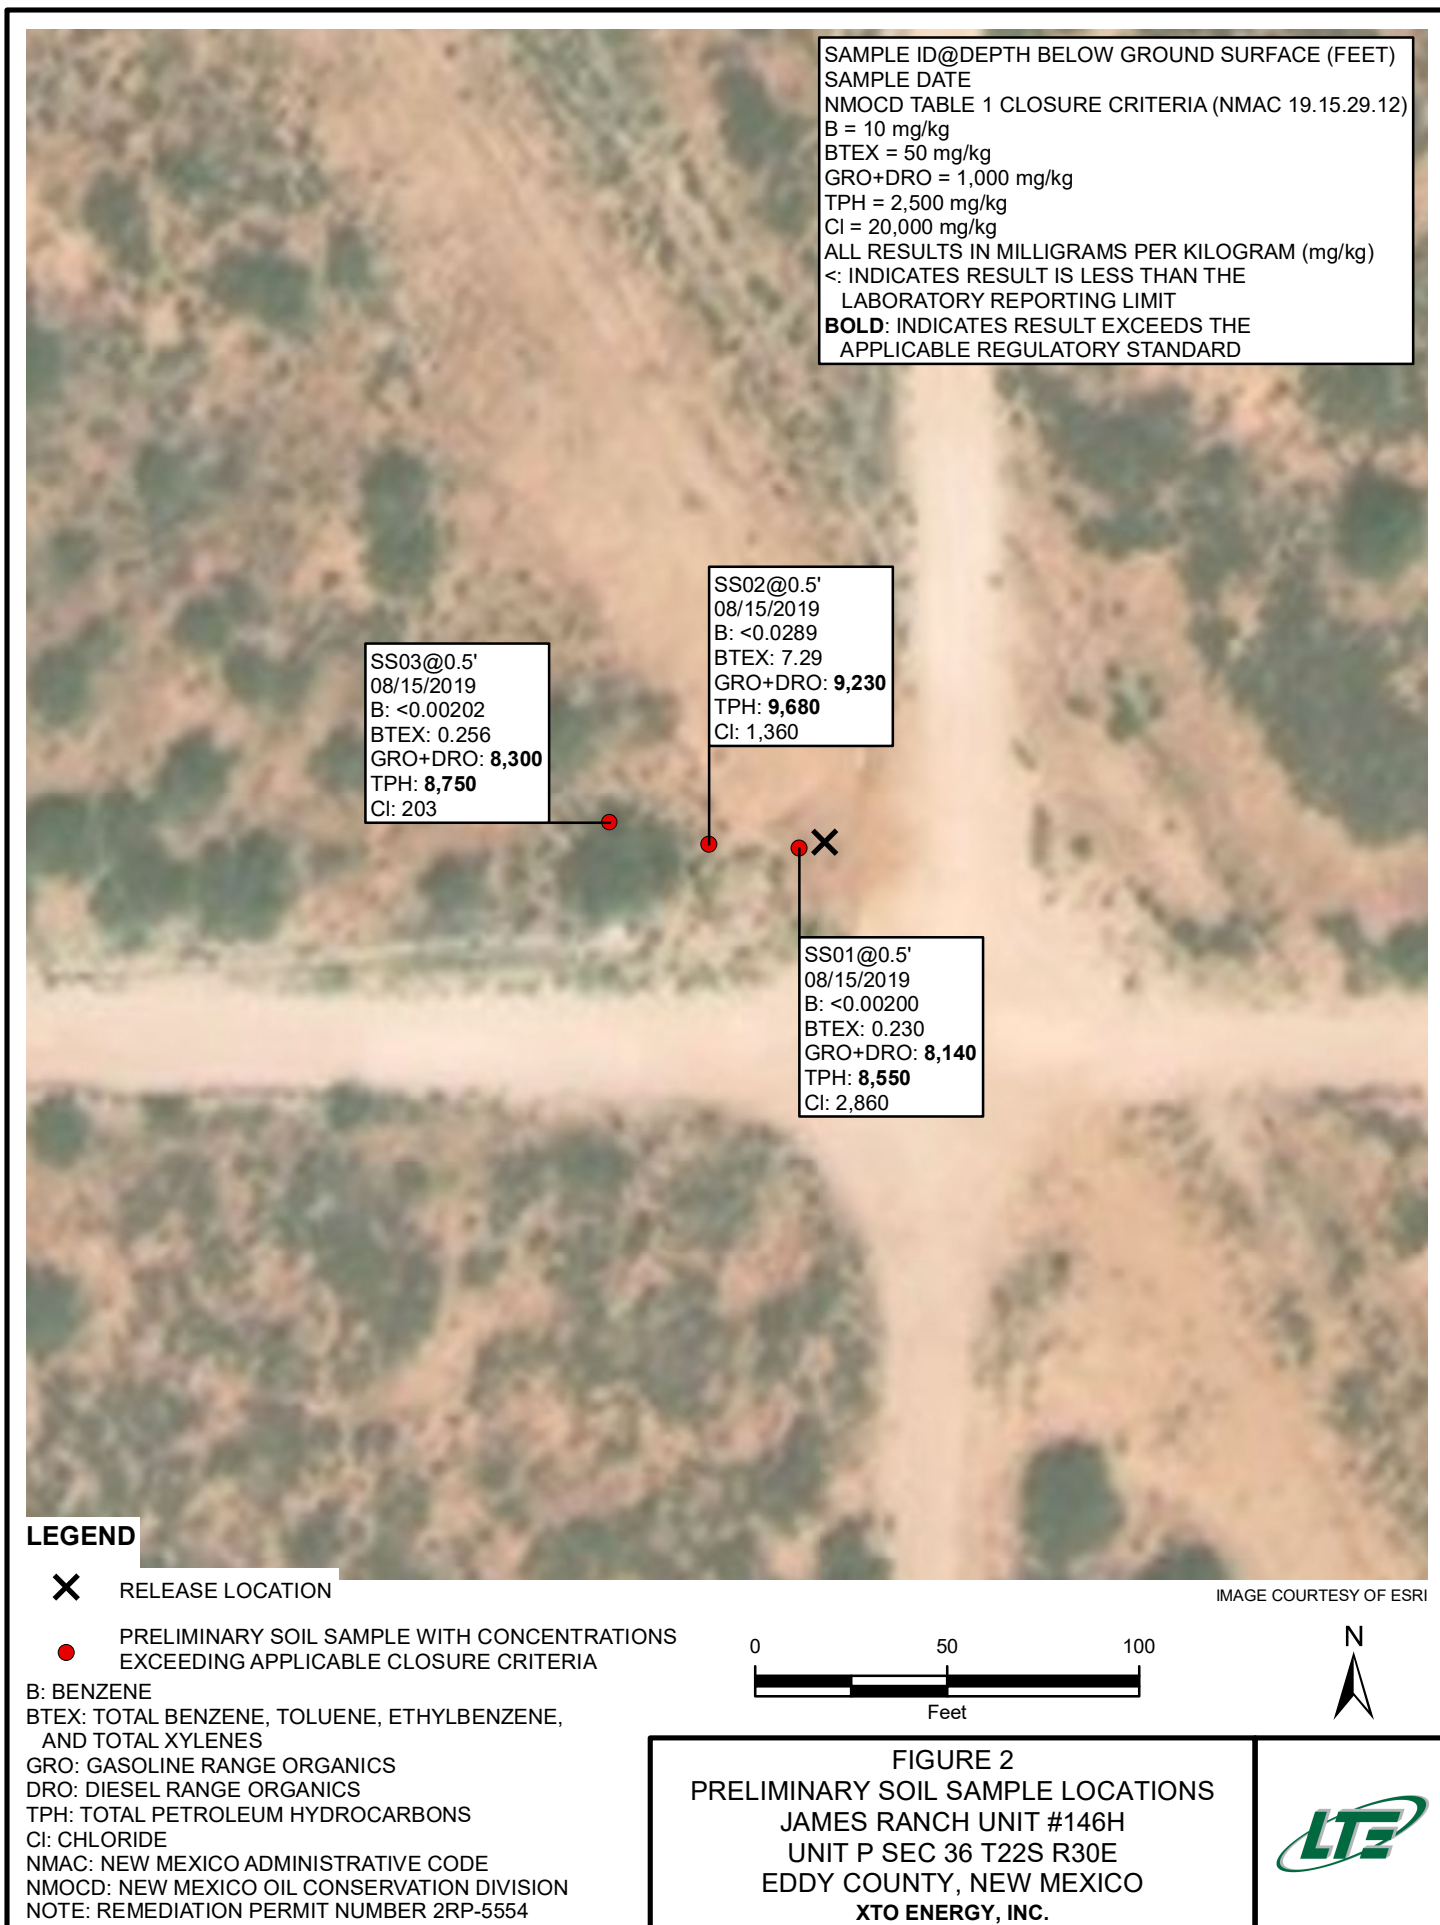 SAMPLE ID@DEPTH BELOW GROUND SURFACE (FEET)
SAMPLE DATE
NMOCD TABLE 1 CLOSURE CRITERIA (NMAC 19.15.29.12)
B = 10 mg/kg
BTEX = 50 mg/kg
GRO+DRO = 1,000 mg/kg
TPH = 2,500 mg/kg
Cl = 20,000 mg/kg
ALL RESULTS IN MILLIGRAMS PER KILOGRAM (mg/kg)
<: INDICATES RESULT IS LESS THAN THE
LABORATORY REPORTING LIMIT
BOLD: INDICATES RESULT EXCEEDS THE
APPLICABLE REGULATORY STANDARD
SS02@0.5'
08/15/2019
B: <0.0289
BTEX: 7.29
GRO+DRO: 9,230
TPH: 9,680
Cl: 1,360
SS03@0.5'
08/15/2019
B: <0.00202
BTEX: 0.256
GRO+DRO: 8,300
TPH: 8,750
Cl: 203
SS01@0.5'
08/15/2019
B: <0.00200
BTEX: 0.230
GRO+DRO: 8,140
TPH: 8,550
Cl: 2,860
LEGEND
RELEASE LOCATION
PRELIMINARY SOIL SAMPLE WITH CONCENTRATIONS
EXCEEDING APPLICABLE CLOSURE CRITERIA
B: BENZENE
BTEX: TOTAL BENZENE, TOLUENE, ETHYLBENZENE,
AND TOTAL XYLENES
GRO: GASOLINE RANGE ORGANICS
DRO: DIESEL RANGE ORGANICS
TPH: TOTAL PETROLEUM HYDROCARBONS
Cl: CHLORIDE
NMAC: NEW MEXICO ADMINISTRATIVE CODE
NMOCD: NEW MEXICO OIL CONSERVATION DIVISION
NOTE: REMEDIATION PERMIT NUMBER 2RP-5554
IMAGE COURTESY OF ESRI
0 50 100
Feet
N
FIGURE 2
PRELIMINARY SOIL SAMPLE LOCATIONS
JAMES RANCH UNIT #146H
UNIT P SEC 36 T22S R30E
EDDY COUNTY, NEW MEXICO
XTO ENERGY, INC.
LTE